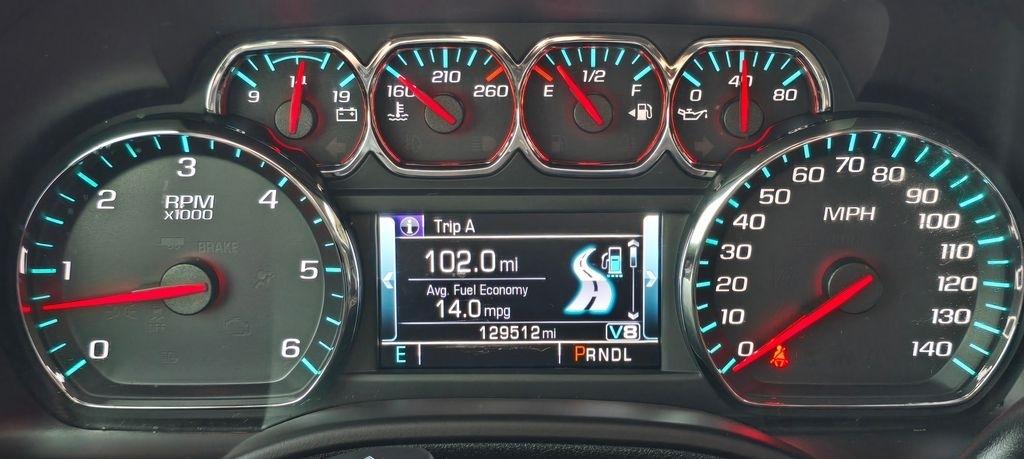 9 14 19
160 210 260
E 1/2 F
0 40 80
0 1 2 3 4 5 6
RPM
x1000
BRAKE
Trip A
102.0 mi
Avg. Fuel Economy
14.0 mpg
129512 mi V8
E PRNDL
0 10 20 30 40 50 60 70 80 90 100 110 120 130 140
MPH